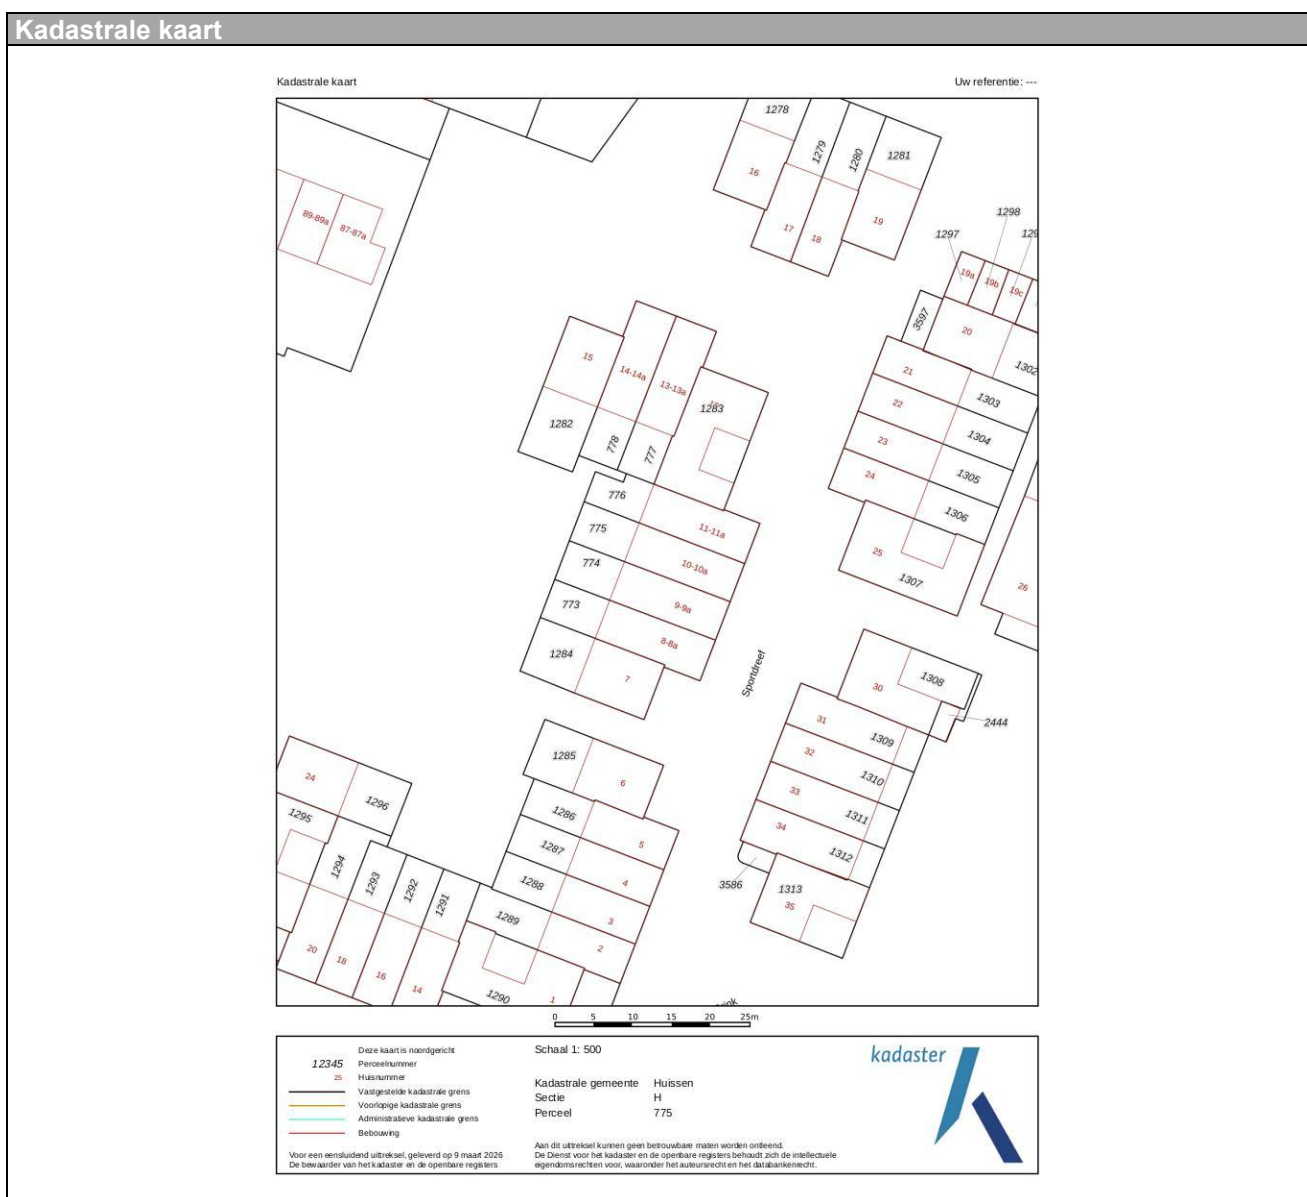 Kadastrale kaart
Kadastrale kaart
Uw referentie: ---
1278
1279
1280
1281
16
17
18
19
89-89a
87-87a
1298
1297
129
19a
19b
19c
3597
20
1302
21
1303
22
1304
23
1305
24
1306
25
1307
26
15
14-14a
13-13a
1283
1282
778
777
776
11-11a
775
10-10a
774
9-9a
773
8-8a
1284
7
Sportdreef
1308
30
2444
31
1309
32
1310
33
1311
34
1312
3586
1313
35
1285
6
1286
5
1287
4
1288
3
1289
2
1290
1
24
1296
1295
1294
1293
1292
1291
20
18
16
14
0 5 10 15 20 25m
Deze kaart is noordgericht
12345 Perceelnummer
25 Huisnummer
Vastgestelde kadastrale grens
Voorlopige kadastrale grens
Administratieve kadastrale grens
Bebouwing
Voor een eensluidend uittreksel, geleverd op 9 maart 2026
De bewaarder van het kadaster en de openbare registers
Schaal 1: 500
Kadastrale gemeente Huissen
Sectie H
Perceel 775
Aan dit uittreksel kunnen geen betrouwbare maten worden ontleend.
De Dienst voor het kadaster en de openbare registers behoudt zich de intellectuele
eigendomsrechten voor, waaronder het auteursrecht en het databankenrecht.
kadaster